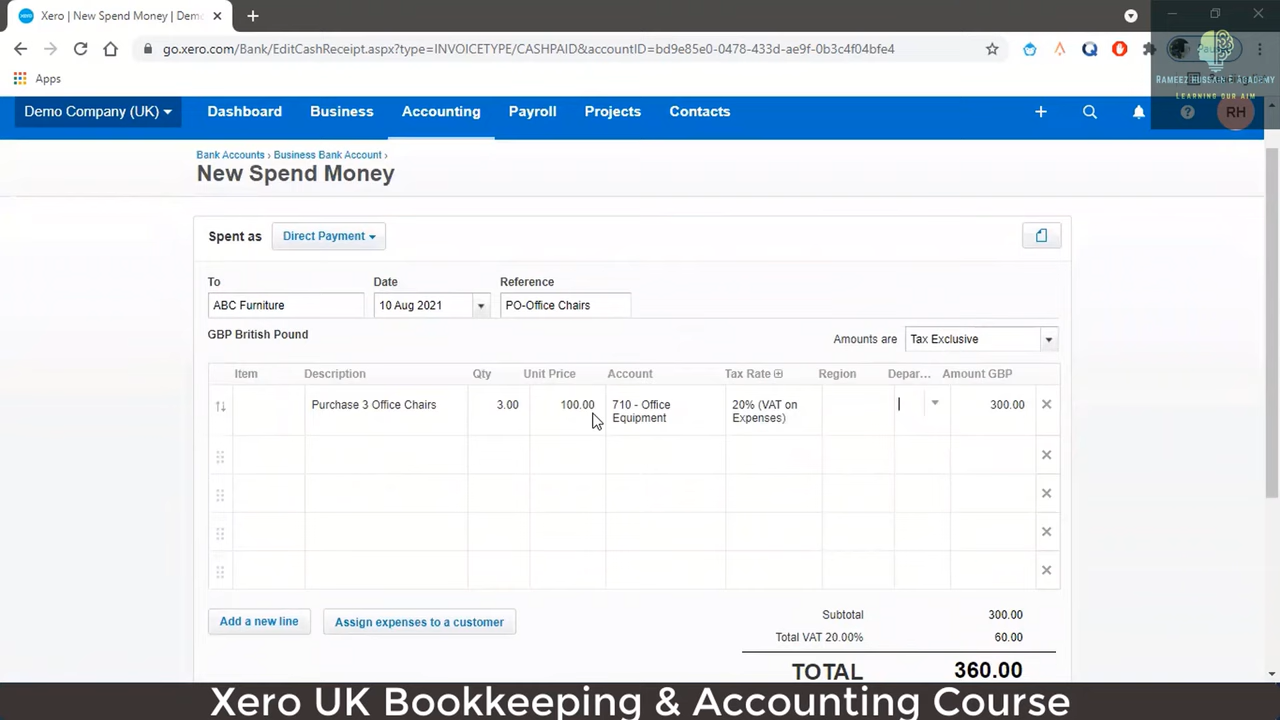 Xero | New Spend Money | Demo
go.xero.com/Bank/EditCashReceipt.aspx?type=INVOICETYPE/CASHPAID&accountID=bd9e85e0-0478-433d-ae9f-0b3c4f04bfe4
Apps
RAMEEZ HUSSAIN E ACADEMY
LEARNING OUR AIM
Demo Company (UK)
Dashboard
Business
Accounting
Payroll
Projects
Contacts
RH
Bank Accounts › Business Bank Account ›
New Spend Money
Spent as
Direct Payment
To
Date
Reference
ABC Furniture
10 Aug 2021
PO-Office Chairs
GBP British Pound
Amounts are
Tax Exclusive
Item
Description
Qty
Unit Price
Account
Tax Rate
Region
Depar...
Amount GBP
Purchase 3 Office Chairs
3.00
100.00
710 - Office
Equipment
20% (VAT on
Expenses)
300.00
Add a new line
Assign expenses to a customer
Subtotal
300.00
Total VAT 20.00%
60.00
TOTAL
360.00
Xero UK Bookkeeping & Accounting Course